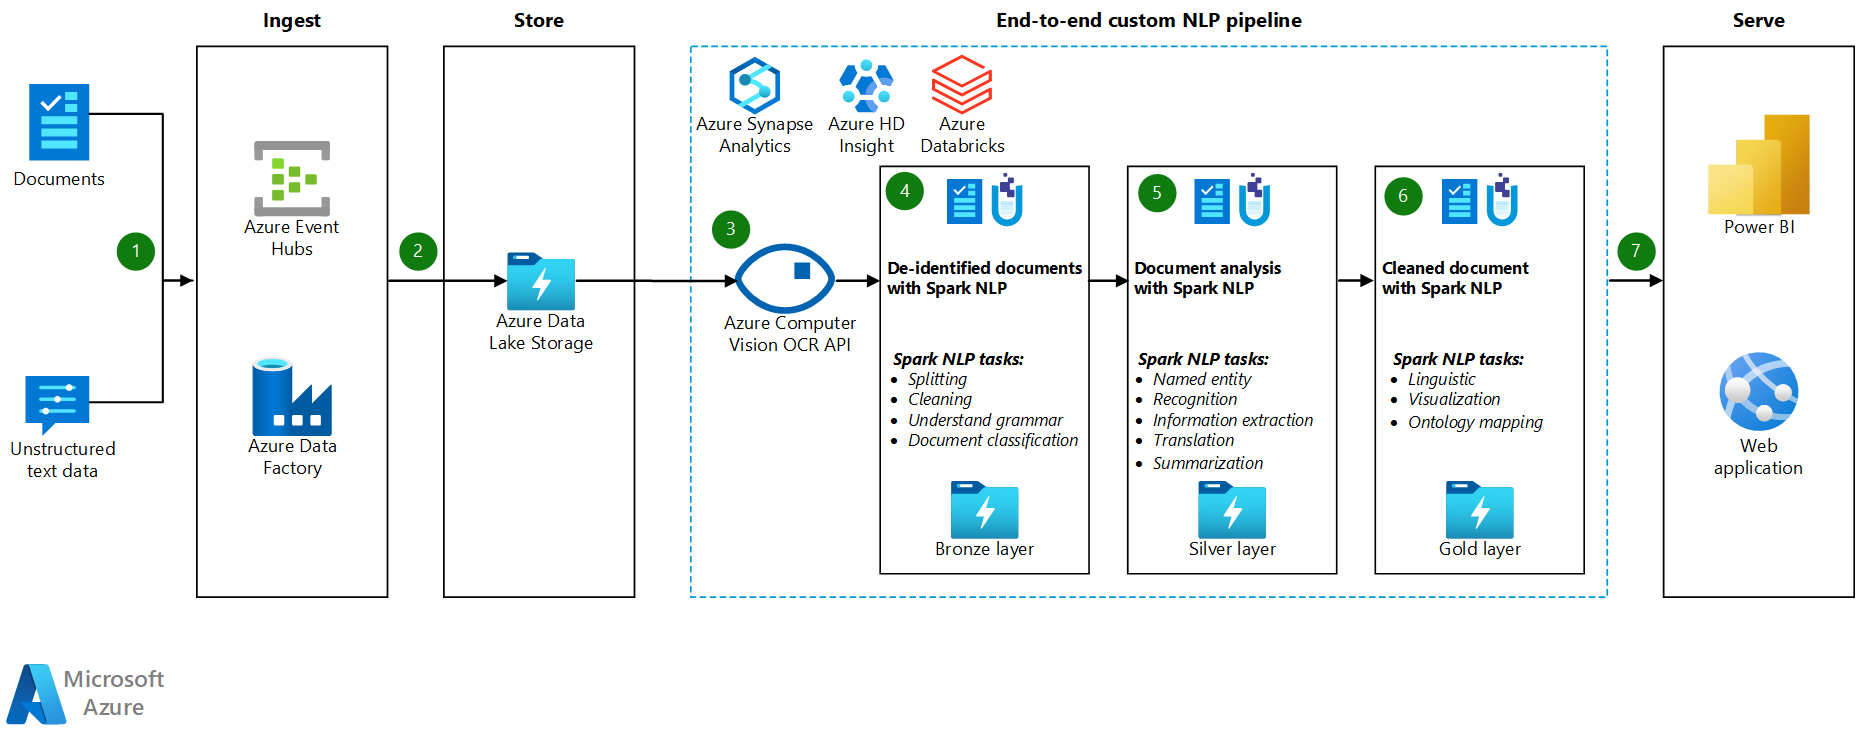 Ingest
Store
End-to-end custom NLP pipeline
Serve
Documents
Unstructured
text data
1
Azure Event
Hubs
Azure Data
Factory
2
Azure Data
Lake Storage
Azure Synapse
Analytics
Azure HD
Insight
Azure
Databricks
3
Azure Computer
Vision OCR API
4
De-identified documents
with Spark NLP
Spark NLP tasks:
• Splitting
• Cleaning
• Understand grammar
• Document classification
Bronze layer
5
Document analysis
with Spark NLP
Spark NLP tasks:
• Named entity
• Recognition
• Information extraction
• Translation
• Summarization
Silver layer
6
Cleaned document
with Spark NLP
Spark NLP tasks:
• Linguistic
• Visualization
• Ontology mapping
Gold layer
7
Power BI
Web
application
Microsoft
Azure